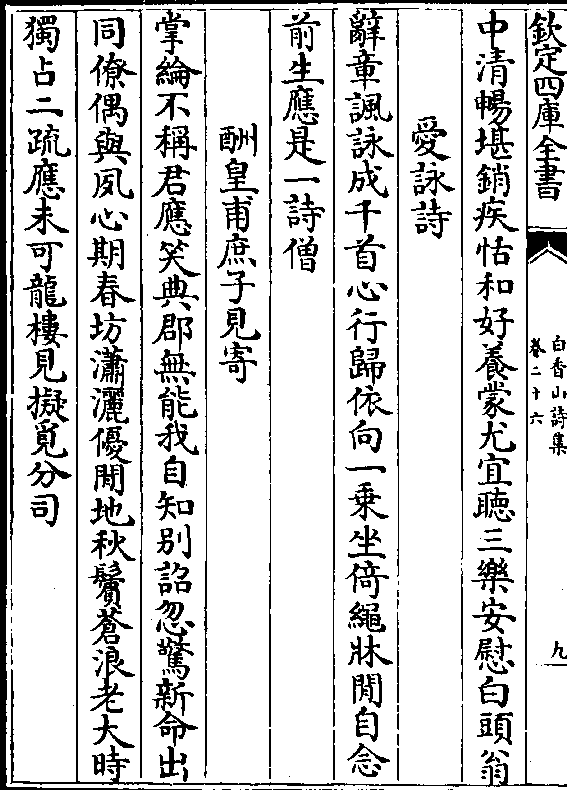 欽定四庫全書
白香山詩集
卷二十六
九
中清暢堪銷疾恬和好養蒙尤宜聴三樂安慰白頭翁
愛詠詩
辭章諷詠成千首心行歸依向一乗坐倚繩牀閒自念
前生應是一詩僧
酬皇甫庶子見寄
掌綸不稱君應笑典郡無能我自知别詔忽驚新命出
同僚偶與夙心期春坊瀟灑優閒地秋鬢蒼浪老大時
獨占二疏應未可龍樓見擬覓分司